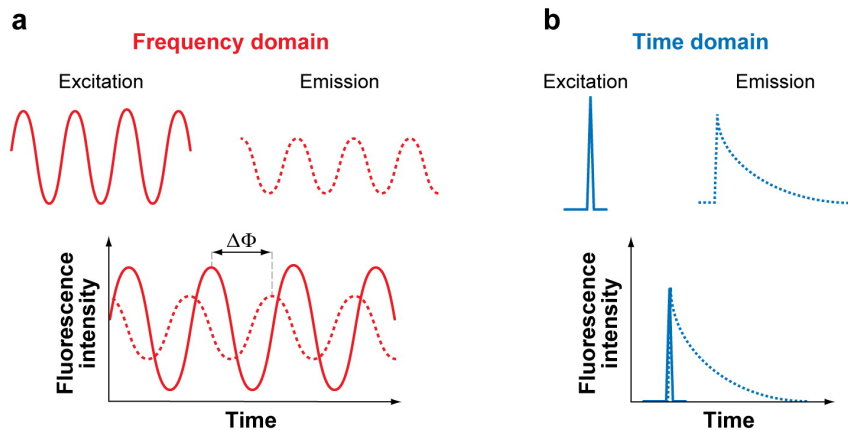 a
Frequency domain
Excitation
Emission
ΔΦ
Fluorescence
intensity
Time
b
Time domain
Excitation
Emission
Fluorescence
intensity
Time